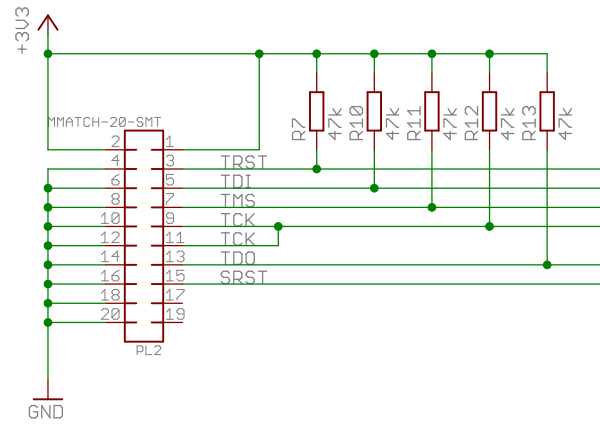 +3V3
MMATCH-20-SMT
2 1
4 3 TRST
6 5 TDI
8 7 TMS
10 9 TCK
12 11 TCK
14 13 TDO
16 15 SRST
18 17
20 19
PL2
GND
R7 47k
R10 47k
R11 47k
R12 47k
R13 47k